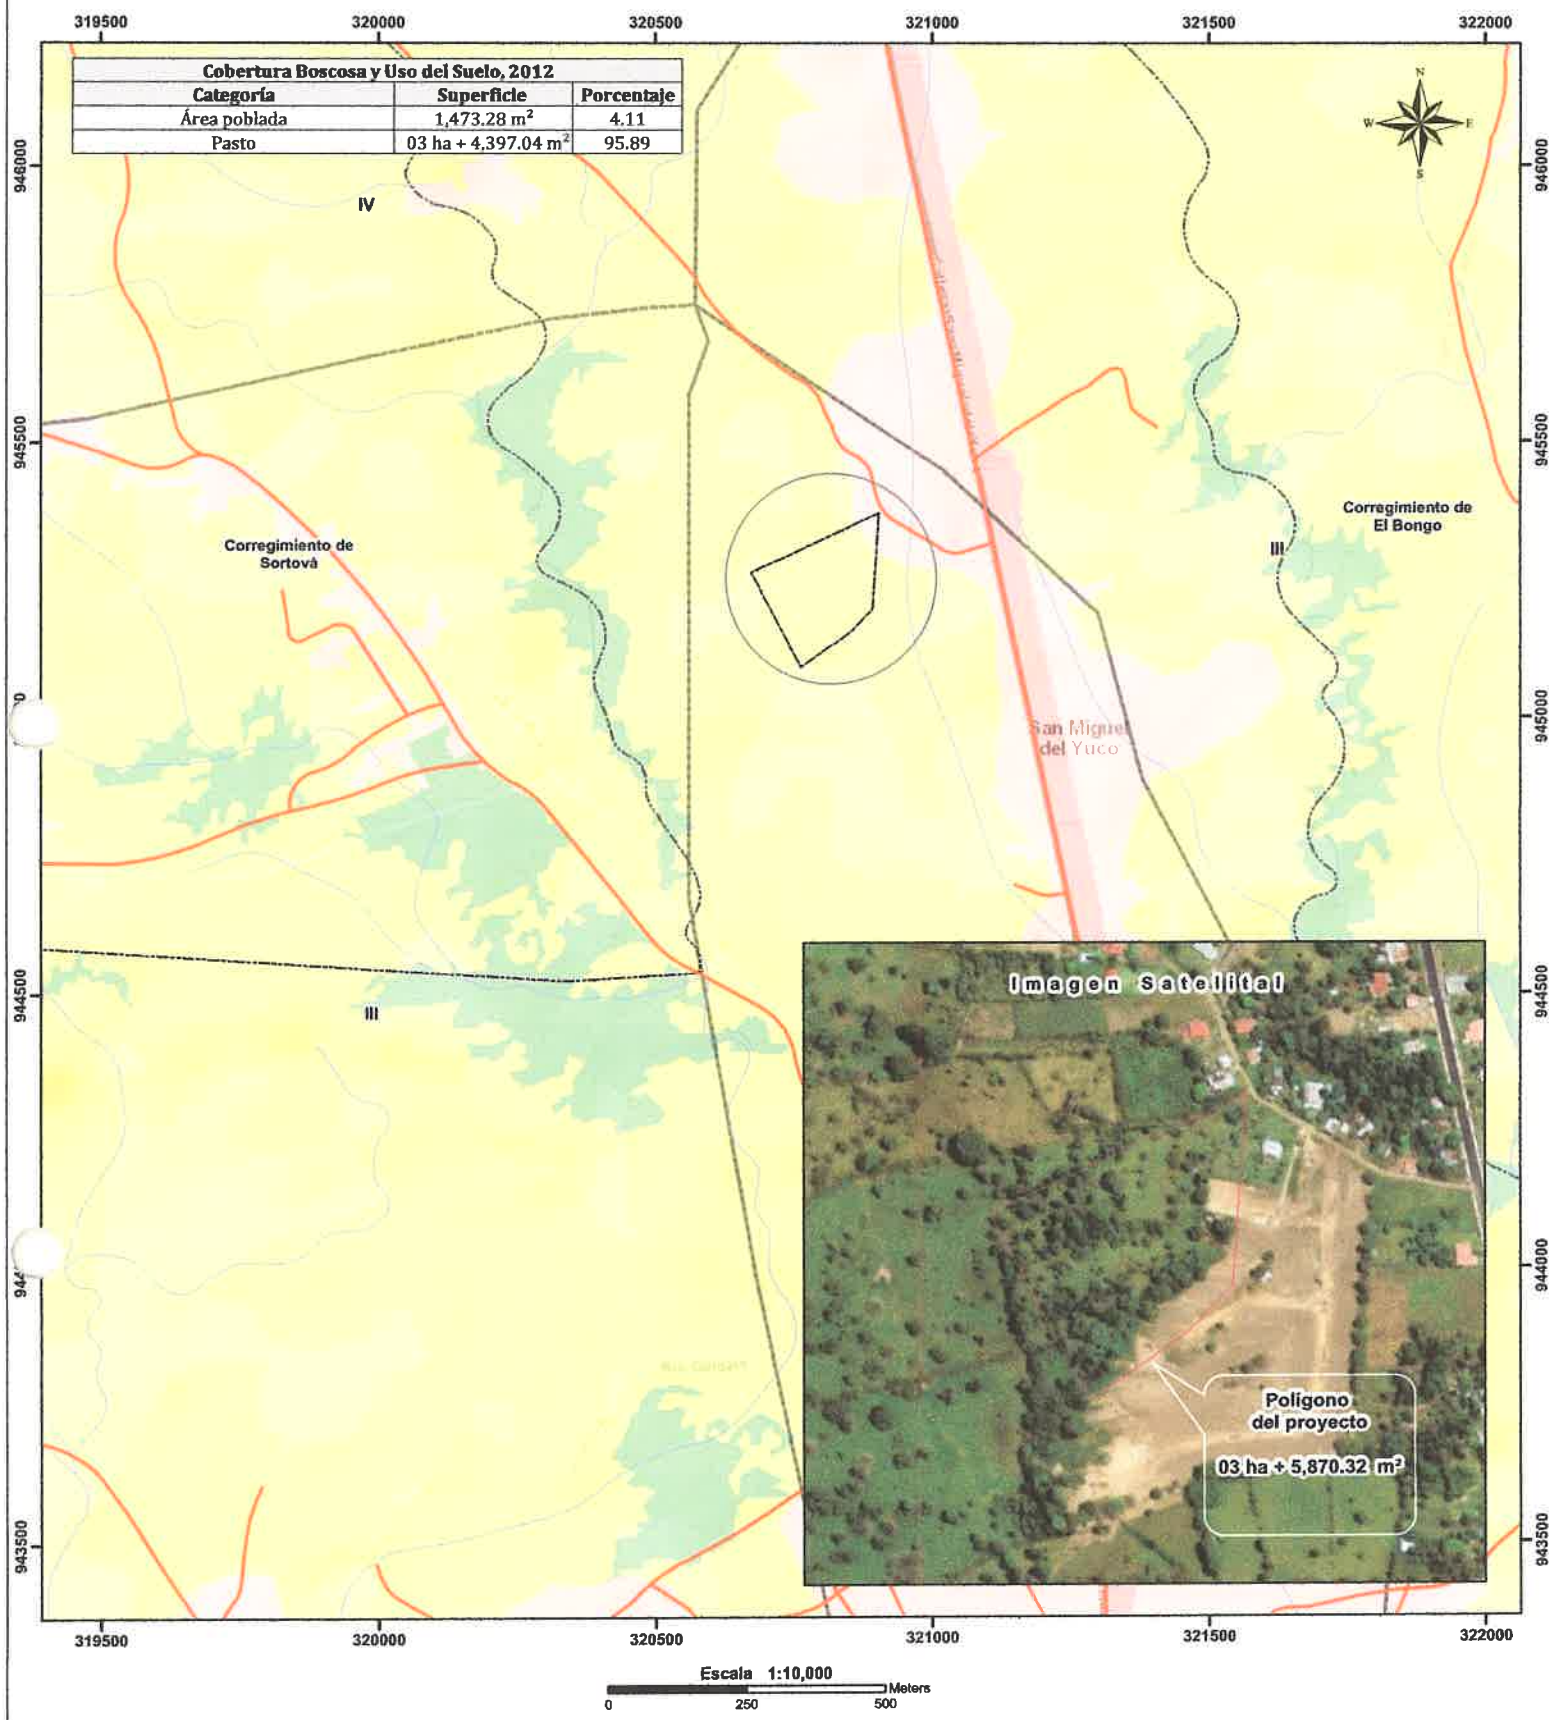 319500 320000 320500 321000 321500 322000
Cobertura Boscosa y Uso del Suelo, 2012
Categoría Superficie Porcentaje
Área poblada 1,473.28 m² 4.11
Pasto 03 ha + 4,397.04 m² 95.89
N
W E
S
946000 946000
IV
945500 945500
Corregimiento de
El Bongo
III
Corregimiento de
Sortová
945000
San Miguel
del Yuco
944500 944500
III
Imagen Satelital
944000
Polígono
del proyecto
03 ha + 5,870.32 m²
943500 943500
319500 320000 320500 321000 321500 322000
Escala 1:10,000
Meters
0 250 500